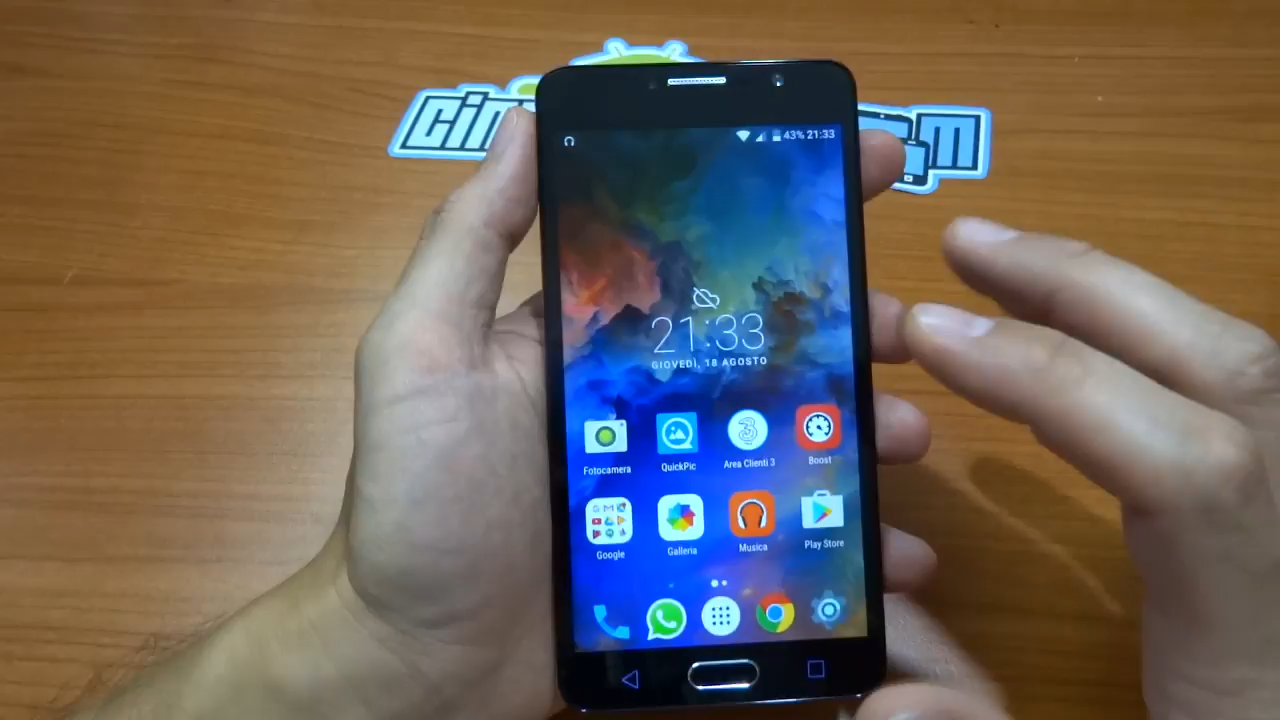 43% 21:33
21:33
GIOVEDÌ, 18 AGOSTO
Fotocamera
QuickPic
Area Clienti 3
Boost
Google
Galleria
Musica
Play Store